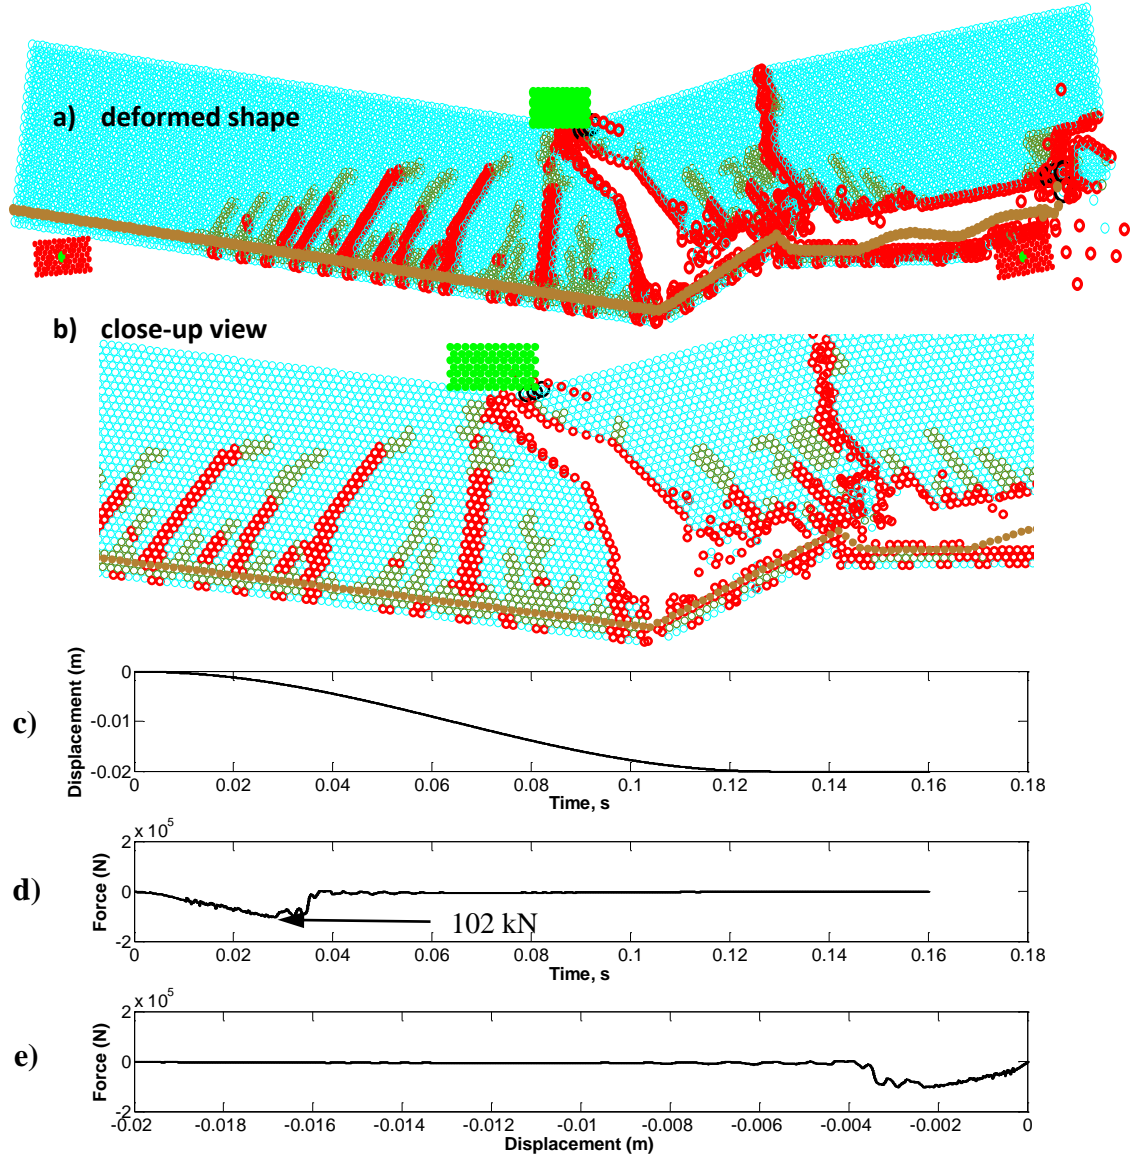 a) deformed shape
b) close-up view
c)
Displacement (m)
0
-0.01
-0.02
0 0.02 0.04 0.06 0.08 0.1 0.12 0.14 0.16 0.18
Time, s
d)
Force (N)
x 10^5
2
0
-2
102 kN
0 0.02 0.04 0.06 0.08 0.1 0.12 0.14 0.16 0.18
Time, s
e)
Force (N)
x 10^5
2
0
-2
-0.02 -0.018 -0.016 -0.014 -0.012 -0.01 -0.008 -0.006 -0.004 -0.002 0
Displacement (m)